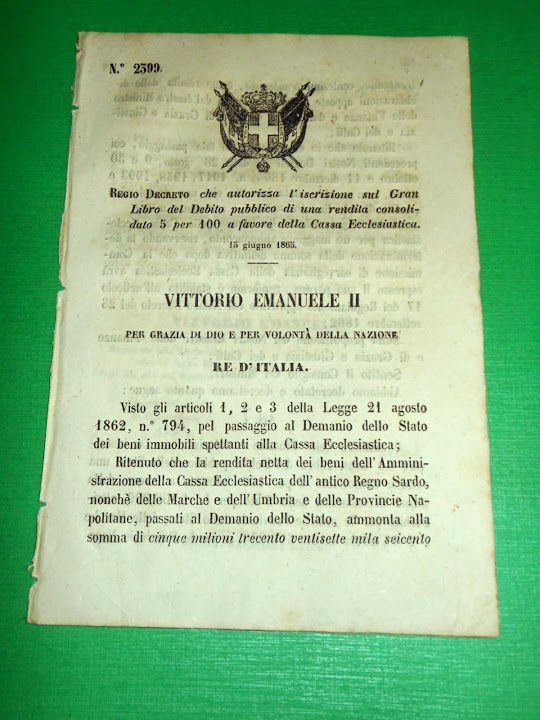 N.° 2399.
REGIO DECRETO che autorizza l'iscrizione sul Gran
Libro del Debito pubblico di una rendita consoli-
dato 5 per 100 a favore della Cassa Ecclesiastica.
15 giugno 1865.
VITTORIO EMANUELE II
PER GRAZIA DI DIO E PER VOLONTÀ DELLA NAZIONE
RE D'ITALIA.
Visto gli articoli 1, 2 e 3 della Legge 21 agosto
1862, n.° 794, pel passaggio al Demanio dello Stato
dei beni immobili spettanti alla Cassa Ecclesiastica;
Ritenuto che la rendita netta dei beni dell'Ammini-
strazione della Cassa Ecclesiastica dell'antico Regno Sardo,
nonchè delle Marche e dell'Umbria e delle Provincie Na-
politane, passati al Demanio dello Stato, ammonta alla
somma di cinque milioni trecento ventisette mila seicento